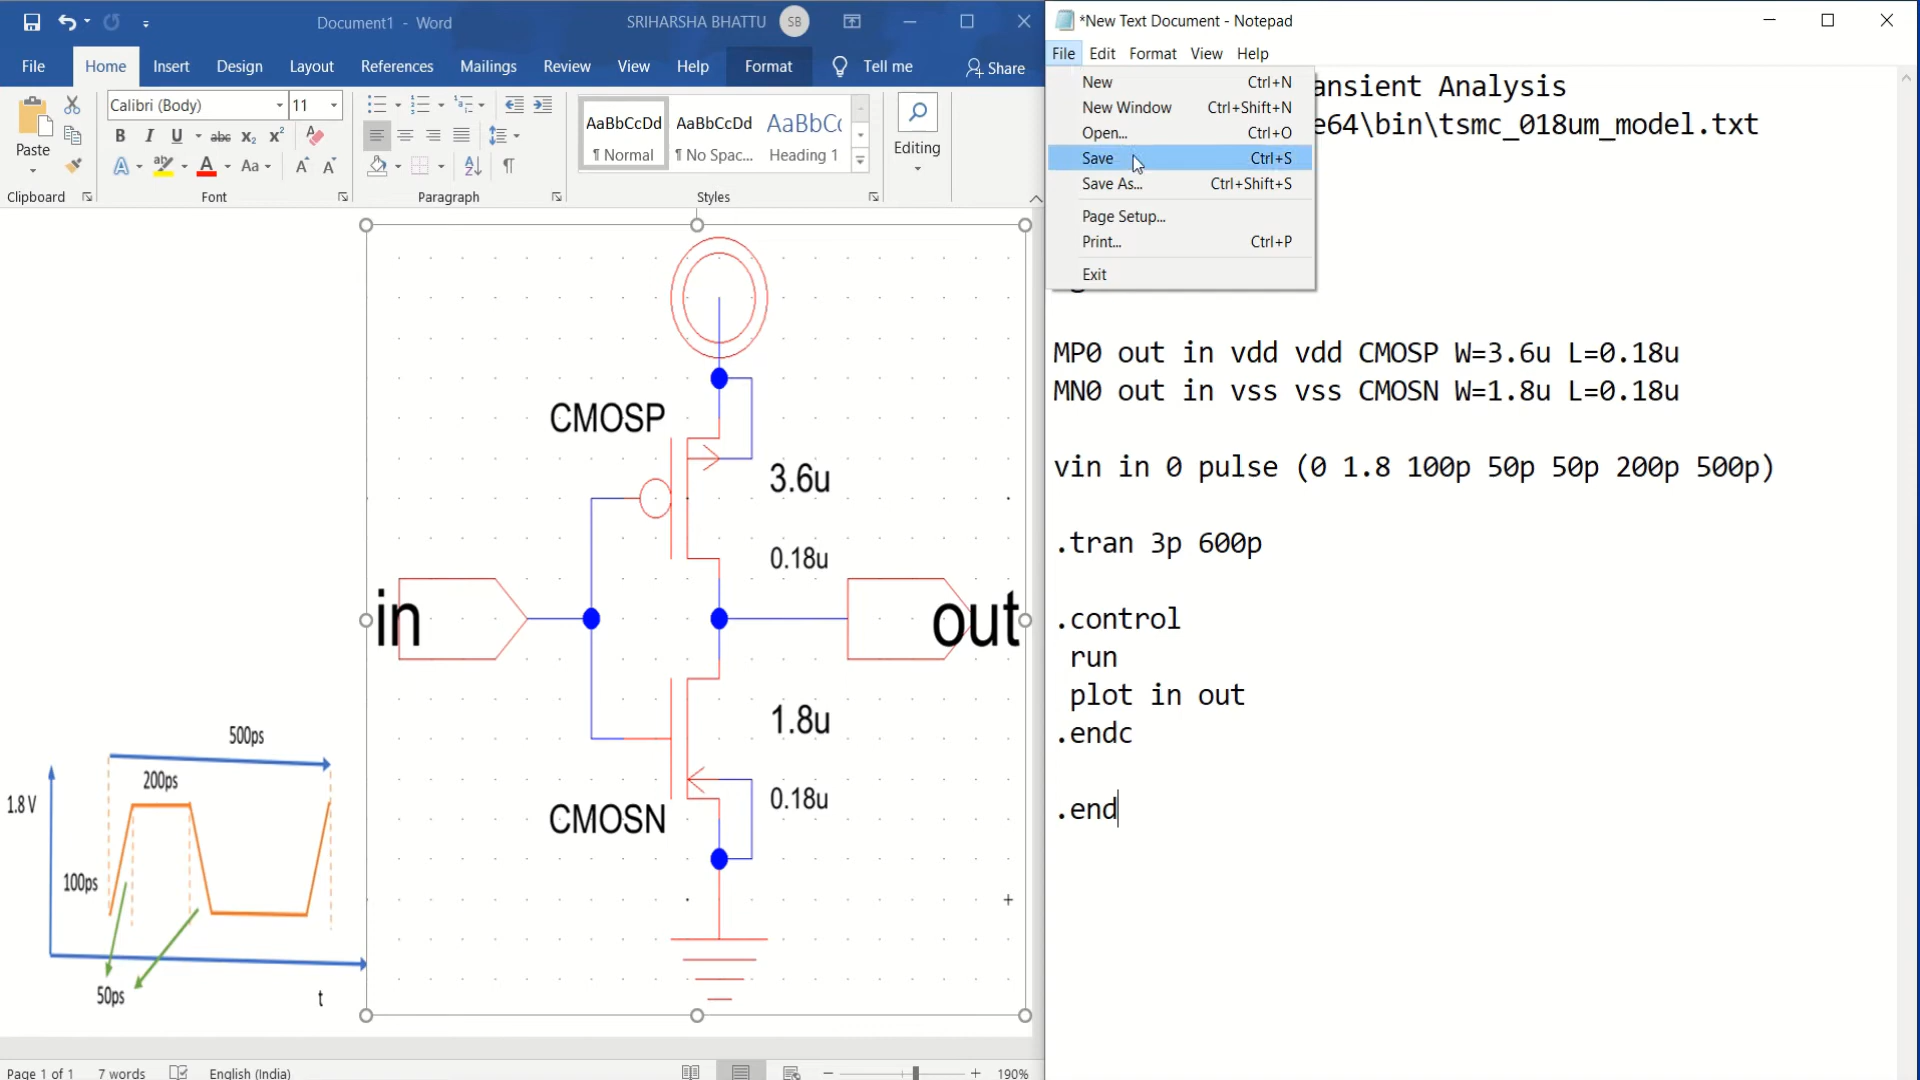 Document1 - Word
SRIHARSHA BHATTU
SB
File Home Insert Design Layout References Mailings Review View Help Format Tell me Share
Paste
Clipboard
Calibri (Body) 11
B I U abc x₂ x²
A A Aa A A
Font
Paragraph
AaBbCcDd AaBbCcDd AaBbCc
¶ Normal ¶ No Spac... Heading 1
Styles
Editing
CMOSP
3.6u
0.18u
in
out
1.8u
0.18u
CMOSN
500ps
200ps
1.8 V
100ps
50ps
t
Page 1 of 1 7 words English (India)
190%
*New Text Document - Notepad
File Edit Format View Help
New Ctrl+N
New Window Ctrl+Shift+N
Open... Ctrl+O
Save Ctrl+S
Save As... Ctrl+Shift+S
Page Setup...
Print... Ctrl+P
Exit
ansient Analysis
e64\bin\tsmc_018um_model.txt
MP0 out in vdd vdd CMOSP W=3.6u L=0.18u
MN0 out in vss vss CMOSN W=1.8u L=0.18u
vin in 0 pulse (0 1.8 100p 50p 50p 200p 500p)
.tran 3p 600p
.control
run
plot in out
.endc
.end